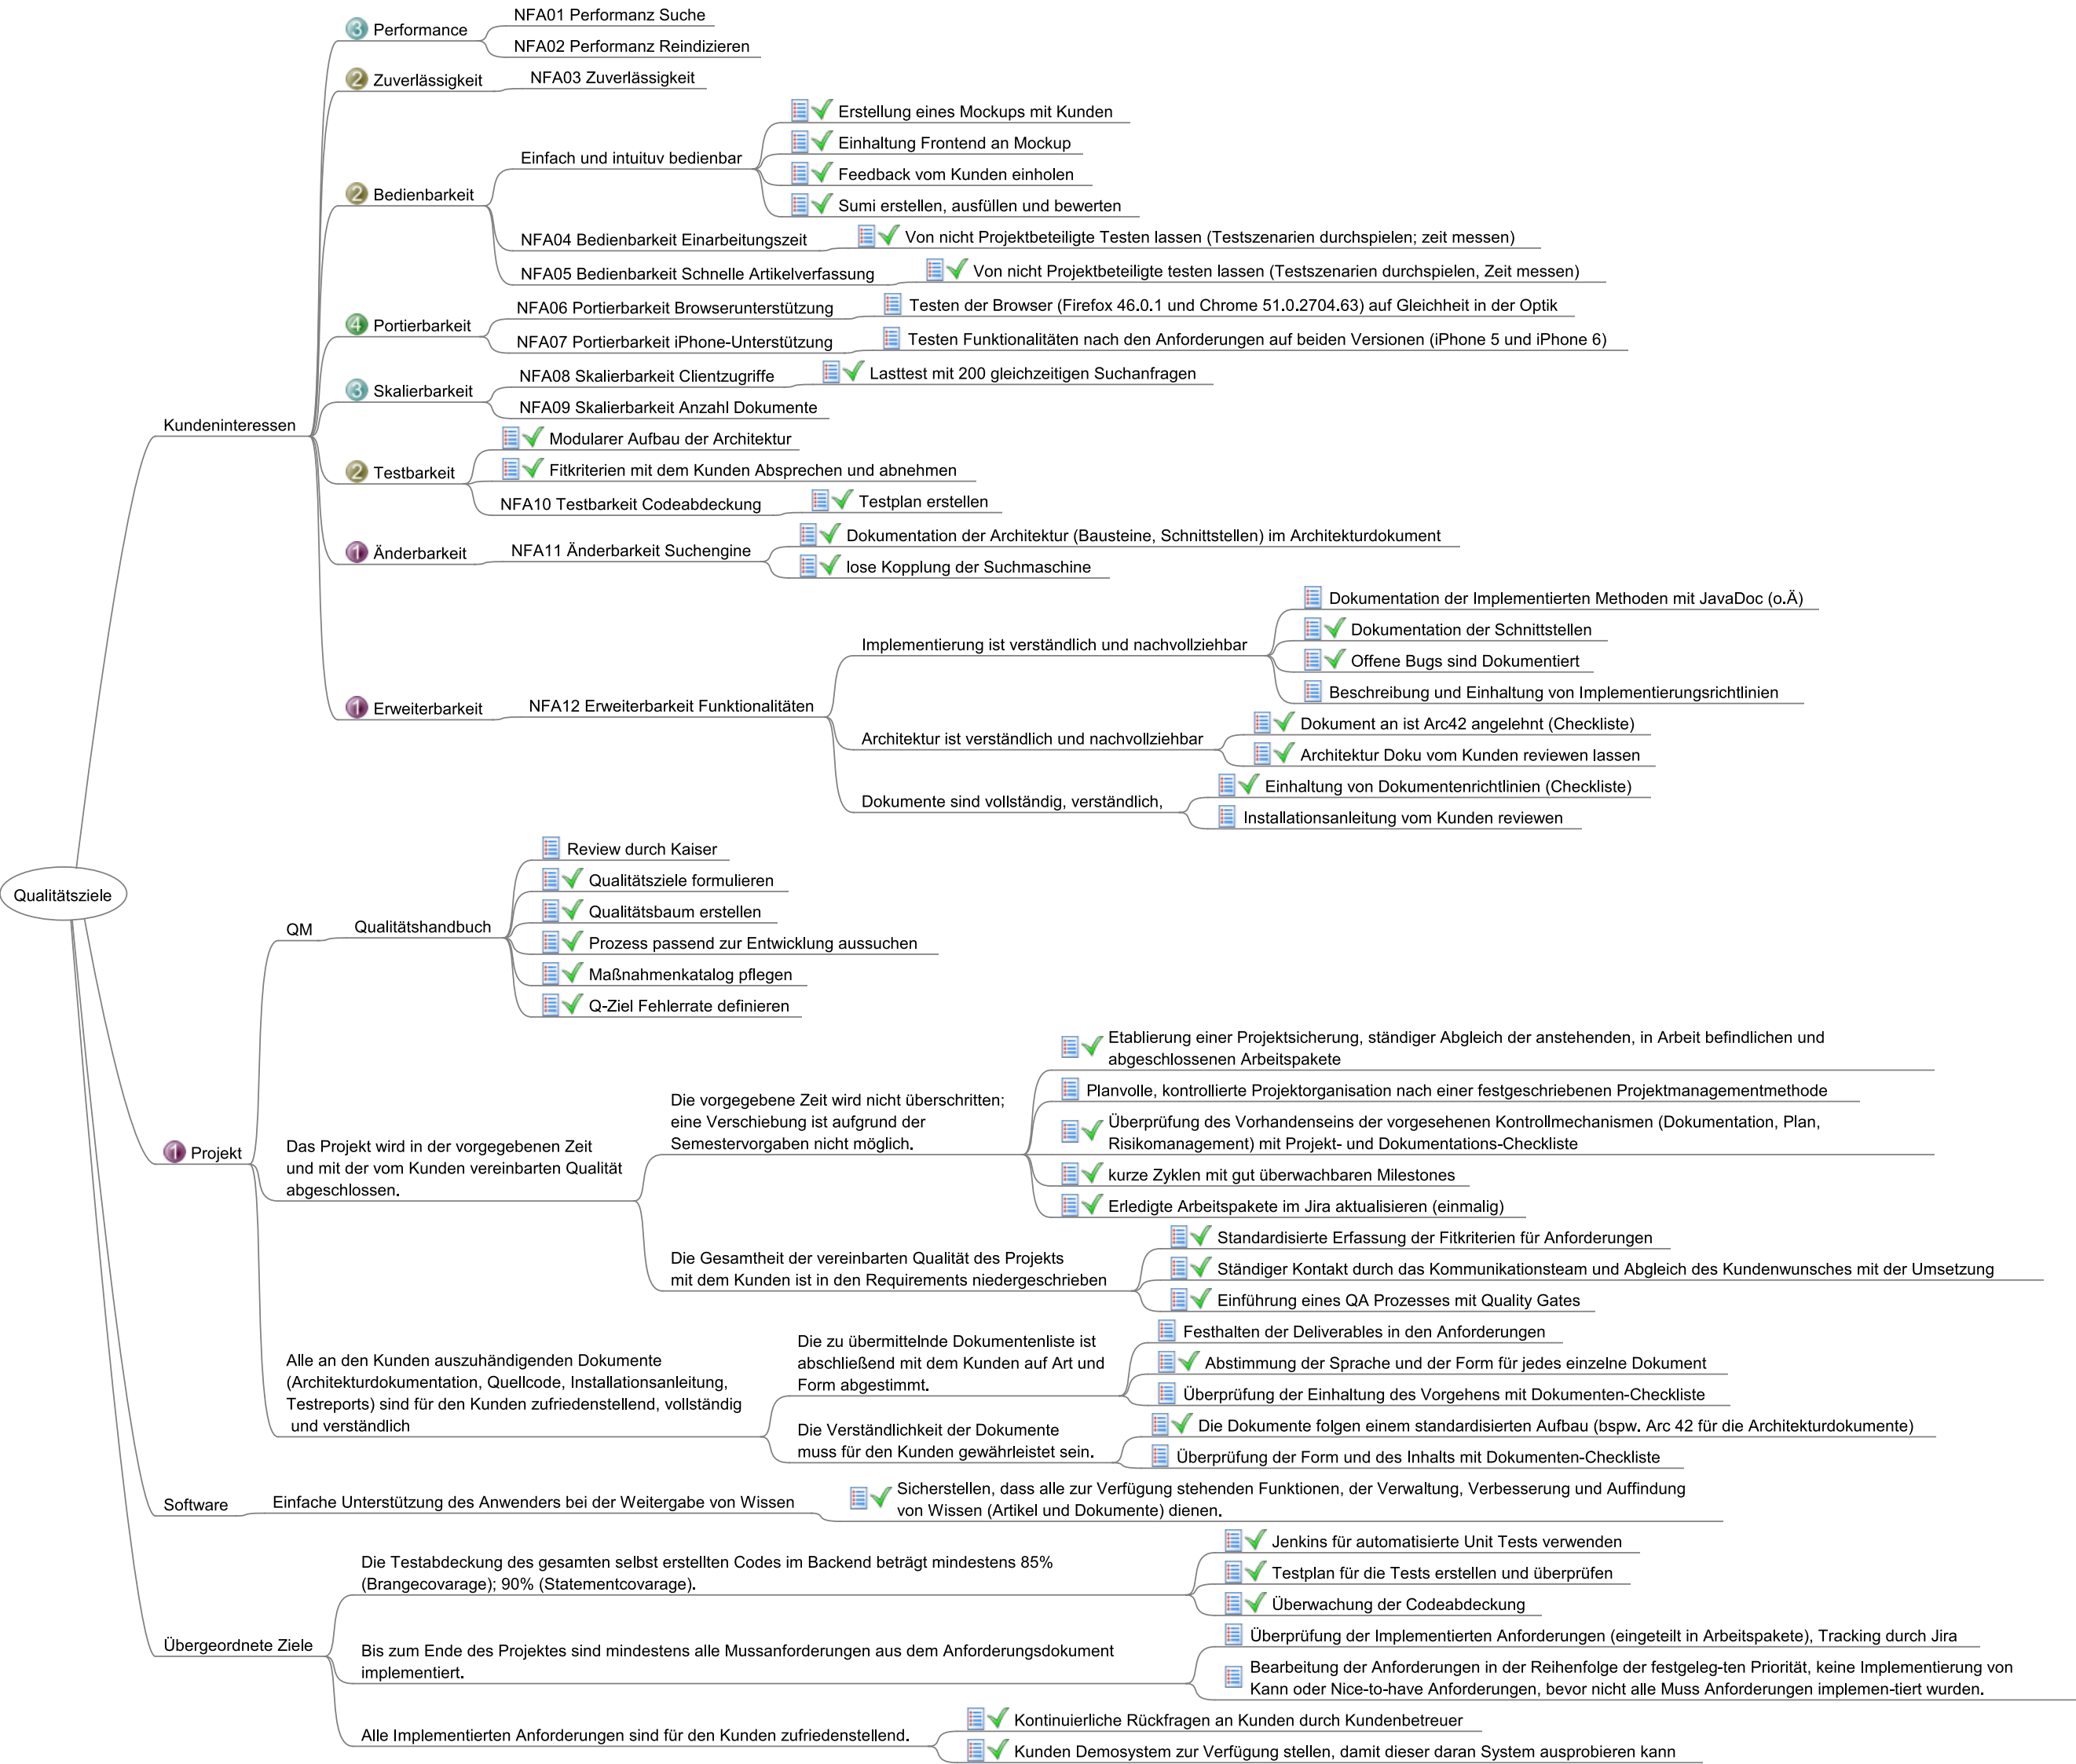 Qualitätsziele
Kundeninteressen
3 Performance
NFA01 Performanz Suche
NFA02 Performanz Reindizieren
2 Zuverlässigkeit
NFA03 Zuverlässigkeit
2 Bedienbarkeit
Einfach und intuituv bedienbar
Erstellung eines Mockups mit Kunden
Einhaltung Frontend an Mockup
Feedback vom Kunden einholen
Sumi erstellen, ausfüllen und bewerten
NFA04 Bedienbarkeit Einarbeitungszeit
Von nicht Projektbeteiligte Testen lassen (Testszenarien durchspielen; zeit messen)
NFA05 Bedienbarkeit Schnelle Artikelverfassung
Von nicht Projektbeteiligte testen lassen (Testszenarien durchspielen, Zeit messen)
4 Portierbarkeit
NFA06 Portierbarkeit Browserunterstützung
Testen der Browser (Firefox 46.0.1 und Chrome 51.0.2704.63) auf Gleichheit in der Optik
NFA07 Portierbarkeit iPhone-Unterstützung
Testen Funktionalitäten nach den Anforderungen auf beiden Versionen (iPhone 5 und iPhone 6)
3 Skalierbarkeit
NFA08 Skalierbarkeit Clientzugriffe
Lasttest mit 200 gleichzeitigen Suchanfragen
NFA09 Skalierbarkeit Anzahl Dokumente
2 Testbarkeit
Modularer Aufbau der Architektur
Fitkriterien mit dem Kunden Absprechen und abnehmen
NFA10 Testbarkeit Codeabdeckung
Testplan erstellen
1 Änderbarkeit
NFA11 Änderbarkeit Suchengine
Dokumentation der Architektur (Bausteine, Schnittstellen) im Architekturdokument
lose Kopplung der Suchmaschine
1 Erweiterbarkeit
NFA12 Erweiterbarkeit Funktionalitäten
Implementierung ist verständlich und nachvollziehbar
Dokumentation der Implementierten Methoden mit JavaDoc (o.Ä)
Dokumentation der Schnittstellen
Offene Bugs sind Dokumentiert
Beschreibung und Einhaltung von Implementierungsrichtlinien
Architektur ist verständlich und nachvollziehbar
Dokument an ist Arc42 angelehnt (Checkliste)
Architektur Doku vom Kunden reviewen lassen
Dokumente sind vollständig, verständlich,
Einhaltung von Dokumentenrichtlinien (Checkliste)
Installationsanleitung vom Kunden reviewen
1 Projekt
QM
Qualitätshandbuch
Review durch Kaiser
Qualitätsziele formulieren
Qualitätsbaum erstellen
Prozess passend zur Entwicklung aussuchen
Maßnahmenkatalog pflegen
Q-Ziel Fehlerrate definieren
Das Projekt wird in der vorgegebenen Zeit
und mit der vom Kunden vereinbarten Qualität
abgeschlossen.
Die vorgegebene Zeit wird nicht überschritten;
eine Verschiebung ist aufgrund der
Semestervorgaben nicht möglich.
Etablierung einer Projektsicherung, ständiger Abgleich der anstehenden, in Arbeit befindlichen und
abgeschlossenen Arbeitspakete
Planvolle, kontrollierte Projektorganisation nach einer festgeschriebenen Projektmanagementmethode
Überprüfung des Vorhandenseins der vorgesehenen Kontrollmechanismen (Dokumentation, Plan,
Risikomanagement) mit Projekt- und Dokumentations-Checkliste
kurze Zyklen mit gut überwachbaren Milestones
Erledigte Arbeitspakete im Jira aktualisieren (einmalig)
Die Gesamtheit der vereinbarten Qualität des Projekts
mit dem Kunden ist in den Requirements niedergeschrieben
Standardisierte Erfassung der Fitkriterien für Anforderungen
Ständiger Kontakt durch das Kommunikationsteam und Abgleich des Kundenwunsches mit der Umsetzung
Einführung eines QA Prozesses mit Quality Gates
Alle an den Kunden auszuhändigenden Dokumente
(Architekturdokumentation, Quellcode, Installationsanleitung,
Testreports) sind für den Kunden zufriedenstellend, vollständig
und verständlich
Die zu übermittelnde Dokumentenliste ist
abschließend mit dem Kunden auf Art und
Form abgestimmt.
Festhalten der Deliverables in den Anforderungen
Abstimmung der Sprache und der Form für jedes einzelne Dokument
Überprüfung der Einhaltung des Vorgehens mit Dokumenten-Checkliste
Die Verständlichkeit der Dokumente
muss für den Kunden gewährleistet sein.
Die Dokumente folgen einem standardisierten Aufbau (bspw. Arc 42 für die Architekturdokumente)
Überprüfung der Form und des Inhalts mit Dokumenten-Checkliste
Software
Einfache Unterstützung des Anwenders bei der Weitergabe von Wissen
Sicherstellen, dass alle zur Verfügung stehenden Funktionen, der Verwaltung, Verbesserung und Auffindung
von Wissen (Artikel und Dokumente) dienen.
Übergeordnete Ziele
Die Testabdeckung des gesamten selbst erstellten Codes im Backend beträgt mindestens 85%
(Brangecovarage); 90% (Statementcovarage).
Jenkins für automatisierte Unit Tests verwenden
Testplan für die Tests erstellen und überprüfen
Überwachung der Codeabdeckung
Bis zum Ende des Projektes sind mindestens alle Mussanforderungen aus dem Anforderungsdokument
implementiert.
Überprüfung der Implementierten Anforderungen (eingeteilt in Arbeitspakete), Tracking durch Jira
Bearbeitung der Anforderungen in der Reihenfolge der festgeleg-ten Priorität, keine Implementierung von
Kann oder Nice-to-have Anforderungen, bevor nicht alle Muss Anforderungen implemen-tiert wurden.
Alle Implementierten Anforderungen sind für den Kunden zufriedenstellend.
Kontinuierliche Rückfragen an Kunden durch Kundenbetreuer
Kunden Demosystem zur Verfügung stellen, damit dieser daran System ausprobieren kann